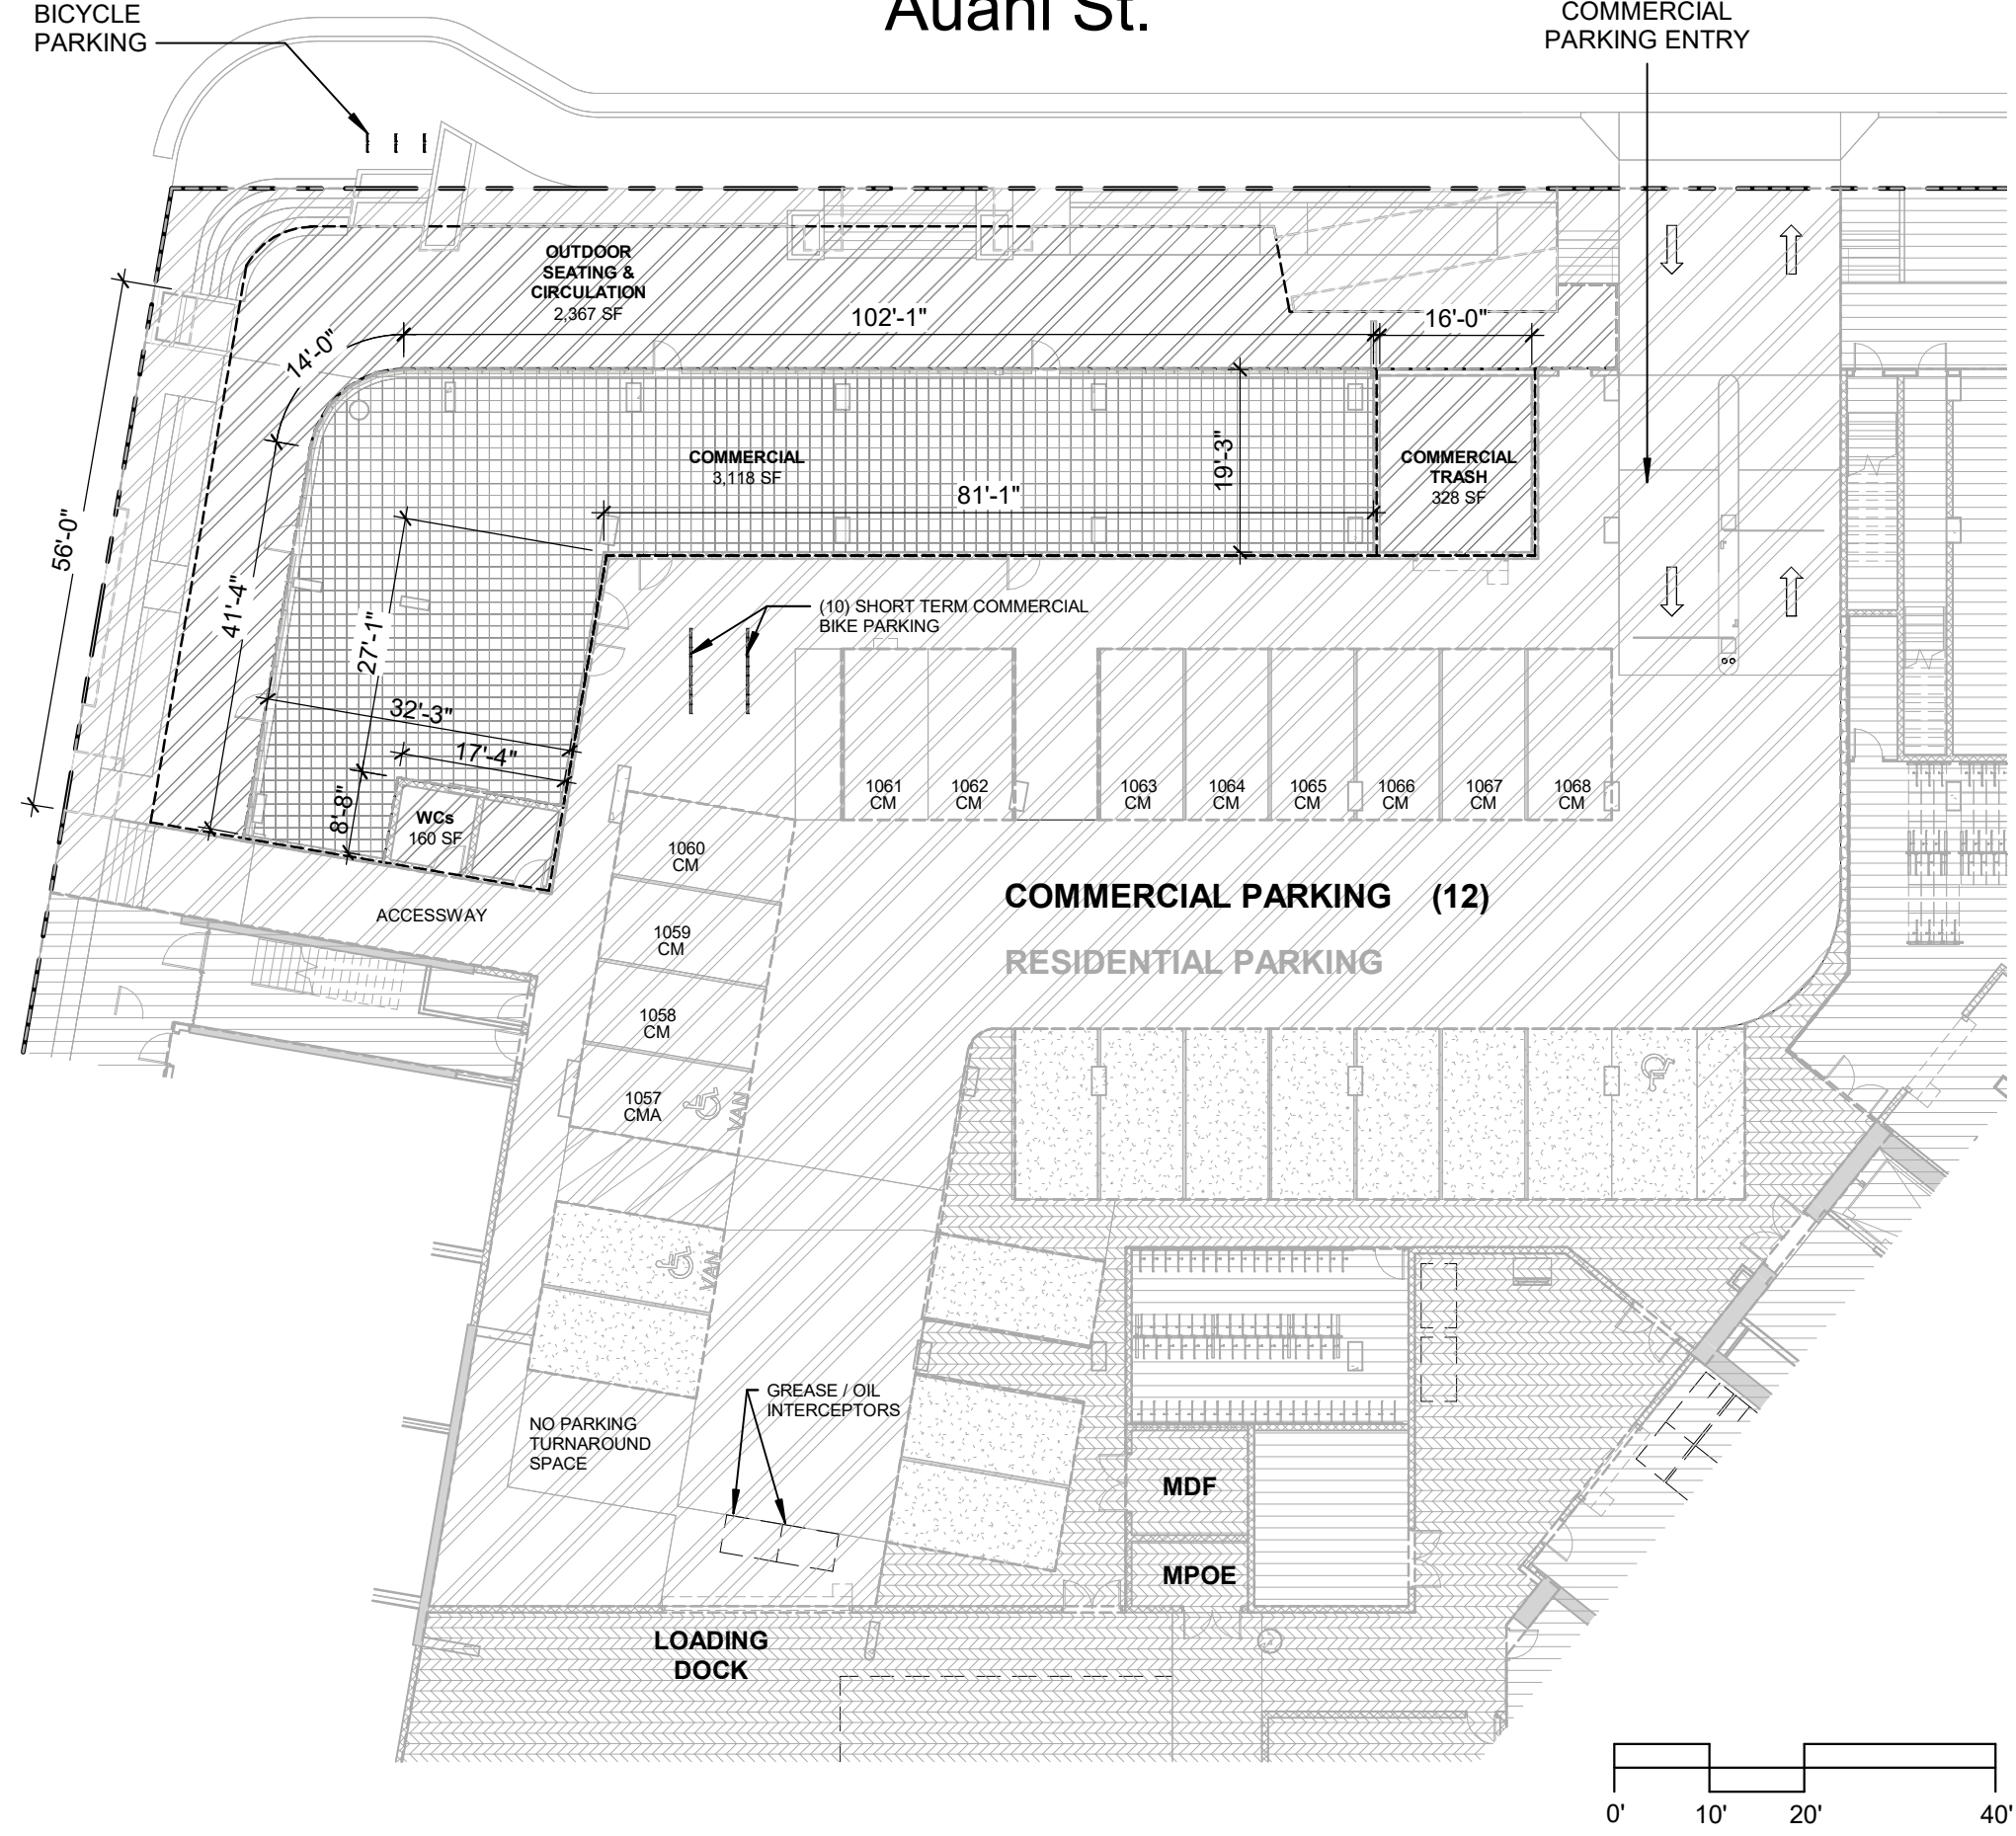 Auahi St.
BICYCLE
PARKING
COMMERCIAL
PARKING ENTRY
OUTDOOR
SEATING &
CIRCULATION
2,367 SF
102'-1"
16'-0"
14'-0"
COMMERCIAL
3,118 SF
19'-3"
COMMERCIAL
TRASH
328 SF
81'-1"
56'-0"
41'-4"
27'-1"
(10) SHORT TERM COMMERCIAL
BIKE PARKING
32'-3"
17'-4"
8'-8"
WCs
160 SF
1061
CM
1062
CM
1063
CM
1064
CM
1065
CM
1066
CM
1067
CM
1068
CM
1060
CM
ACCESSWAY
COMMERCIAL PARKING (12)
1059
CM
RESIDENTIAL PARKING
1058
CM
1057
CMA
VAN
VAN
GREASE / OIL
INTERCEPTORS
NO PARKING
TURNAROUND
SPACE
MDF
MPOE
LOADING
DOCK
0' 10' 20' 40'